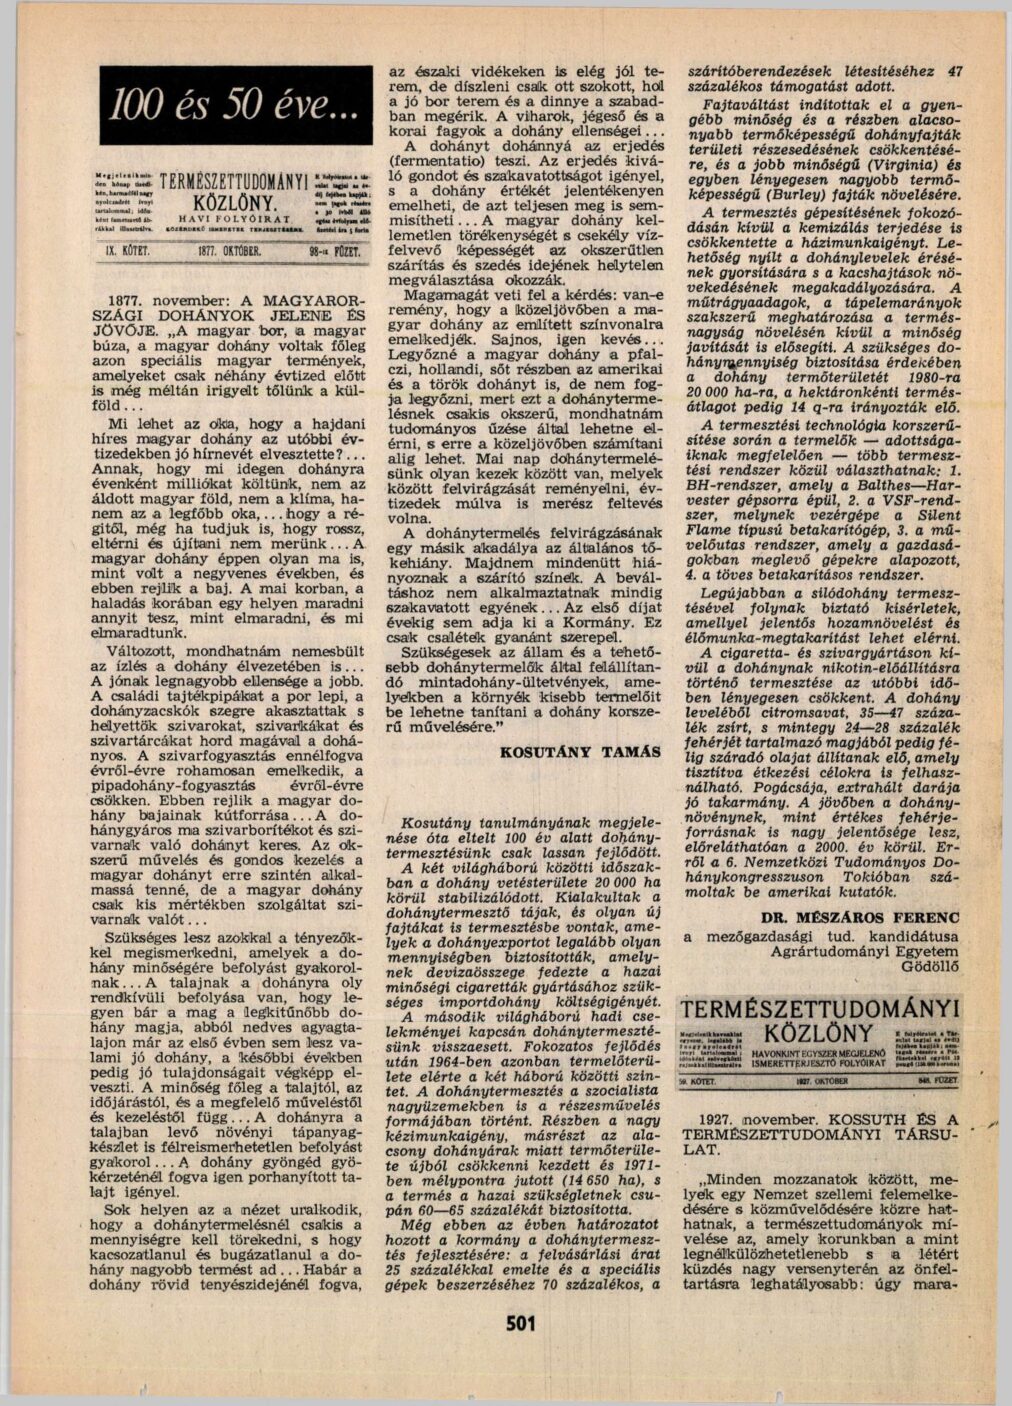 100 és 50 éve...
TERMÉSZETTUDOMÁNYI
KÖZLÖNY.
HAVI FOLYÓIRAT
KÖZÉRDEKŰ ISMERETEK TERJESZTÉSÉRE.
IX. KÖTET. 1877. OKTÓBER. 98-ik FÜZET.
1877. november: A MAGYAROR-
SZÁGI DOHÁNYOK JELENE ÉS
JÖVŐJE. „A magyar bor, a magyar
búza, a magyar dohány voltak főleg
azon speciális magyar termények,
amelyeket csak néhány évtized előtt
is még méltán irigyelt tőlünk a kül-
föld...
Mi lehet az oka, hogy a hajdani
híres magyar dohány az utóbbi év-
tizedekben jó hírnevét elvesztette?...
Annak, hogy mi idegen dohányra
évenként milliókat költünk, nem az
áldott magyar föld, nem a klíma, ha-
nem az a legfőbb oka,... hogy a ré-
gitől, még ha tudjuk is, hogy rossz,
eltérni és újítani nem merünk... A
magyar dohány éppen olyan ma is,
mint volt a negyvenes években, és
ebben rejlik a baj. A mai korban, a
haladás korában egy helyen maradni
annyit tesz, mint elmaradni, és mi
elmaradtunk.
Változott, mondhatnám nemesbült
az ízlés a dohány élvezetében is...
A jónak legnagyobb ellensége a jobb.
A családi tajtékpipákat a por lepi, a
dohányzacskók szegre akasztattak s
helyettök szivarokat, szivarkákat és
szivartárcákat hord magával a dohá-
nyos. A szivarfogyasztás ennélfogva
évről-évre rohamosan emelkedik, a
pipadohány-fogyasztás évről-évre
csökken. Ebben rejlik a magyar do-
hány bajainak kútforrása... A do-
hánygyáros ma szivarborítékot és szi-
varnak való dohányt keres. Az ok-
szerű művelés és gondos kezelés a
magyar dohányt erre szintén alkal-
massá tenné, de a magyar dohány
csak kis mértékben szolgáltat szi-
varnak valót...
Szükséges lesz azokkal a tényezők-
kel megismerkedni, amelyek a do-
hány minőségére befolyást gyakorol-
nak... A talajnak a dohányra oly
rendkívüli befolyása van, hogy le-
gyen bár a mag a legkitűnőbb do-
hány magja, abból nedves agyagta-
lajon már az első évben sem lesz va-
lami jó dohány, a későbbi években
pedig jó tulajdonságait végképp el-
veszti. A minőség főleg a talajtól, az
időjárástól, és a megfelelő műveléstől
és kezeléstől függ... A dohányra a
talajban levő növényi tápanyag-
készlet is félreismerhetetlen befolyást
gyakorol... A dohány gyöngéd gyö-
kérzeténél fogva igen porhanyított ta-
lajt igényel.
Sok helyen az a nézet uralkodik,
hogy a dohánytermelésnél csakis a
mennyiségre kell törekedni, s hogy
kacsozatlanul és bugázatlanul a do-
hány nagyobb termést ad... Habár a
dohány rövid tenyészidejénél fogva,
az északi vidékeken is elég jól te-
rem, de díszleni csak ott szokott, hol
a jó bor terem és a dinnye a szabad-
ban megérik. A viharok, jégeső és a
korai fagyok a dohány ellenségei...
A dohányt dohánnyá az erjedés
(fermentatio) teszi. Az erjedés kivá-
ló gondot és szakavatottságot igényel,
s a dohány értékét jelentékenyen
emelheti, de azt teljesen meg is sem-
misítheti... A magyar dohány kel-
lemetlen törékenységét s csekély víz-
felvevő képességét az okszerűtlen
szárítás és szedés idejének helytelen
megválasztása okozzák.
Magamagát veti fel a kérdés: van-e
remény, hogy a közeljövőben a ma-
gyar dohány az említett színvonalra
emelkedjék. Sajnos, igen kevés...
Legyőzné a magyar dohány a pfal-
czi, hollandi, sőt részben az amerikai
és a török dohányt is, de nem fog-
ja legyőzni, mert ezt a dohányterme-
lésnek csakis okszerű, mondhatnám
tudományos űzése által lehetne el-
érni, s erre a közeljövőben számítani
alig lehet. Mai nap dohánytermelé-
sünk olyan kezek között van, melyek
között felvirágzását reményelni, év-
tizedek múlva is merész feltevés
volna.
A dohánytermelés felvirágzásának
egy másik akadálya az általános tő-
kehiány. Majdnem mindenütt hiá-
nyoznak a szárító színek. A bevál-
táshoz nem alkalmaztatnak mindig
szakavatott egyének... Az első díjat
évekig sem adja ki a Kormány. Ez
csak csalétek gyanánt szerepel.
Szükségesek az állam és a tehető-
sebb dohánytermelők által felállítan-
dó mintadohány-ültetvények, ame-
lyekben a környék kisebb termelőit
be lehetne tanítani a dohány korsze-
rű művelésére.”
KOSUTÁNY TAMÁS
Kosutány tanulmányának megjele-
nése óta eltelt 100 év alatt dohány-
termesztésünk csak lassan fejlődött.
A két világháború közötti időszak-
ban a dohány vetésterülete 20 000 ha
körül stabilizálódott. Kialakultak a
dohánytermesztő tájak, és olyan új
fajtákat is termesztésbe vontak, ame-
lyek a dohányexportot legalább olyan
mennyiségben biztosították, amely-
nek devizaösszege fedezte a hazai
minőségi cigaretták gyártásához szük-
séges importdohány költségigényét.
A második világháború hadi cse-
lekményei kapcsán dohánytermeszté-
sünk visszaesett. Fokozatos fejlődés
után 1964-ben azonban termelőterü-
lete elérte a két háború közötti szin-
tet. A dohánytermesztés a szocialista
nagyüzemekben is a részesművelés
formájában történt. Részben a nagy
kézimunkaigény, másrészt az ala-
csony dohányárak miatt termőterüle-
te újból csökkenni kezdett és 1971-
ben mélypontra jutott (14 650 ha), s
a termés a hazai szükségletnek csu-
pán 60—65 százalékát biztosította.
Még ebben az évben határozatot
hozott a kormány a dohánytermesz-
tés fejlesztésére: a felvásárlási árat
25 százalékkal emelte és a speciális
gépek beszerzéséhez 70 százalékos, a
szárítóberendezések létesítéséhez 47
százalékos támogatást adott.
Fajtaváltást indítottak el a gyen-
gébb minőség és a részben alacso-
nyabb termőképességű dohányfajták
területi részesedésének csökkentésé-
re, és a jobb minőségű (Virginia) és
egyben lényegesen nagyobb termő-
képességű (Burley) fajták növelésére.
A termesztés gépesítésének fokozó-
dásán kívül a kemizálás terjedése is
csökkentette a házimunkaigényt. Le-
hetőség nyílt a dohánylevelek érésé-
nek gyorsítására s a kacshajtások nö-
vekedésének megakadályozására. A
műtrágyaadagok, a tápelemarányok
szakszerű meghatározása a termés-
nagyság növelésén kívül a minőség
javítását is elősegíti. A szükséges do-
hánymennyiség biztosítása érdekében
a dohány termőterületét 1980-ra
20 000 ha-ra, a hektáronkénti termés-
átlagot pedig 14 q-ra irányozták elő.
A termesztési technológia korszerű-
sítése során a termelők — adottsága-
iknak megfelelően — több termesz-
tési rendszer közül választhatnak: 1.
BH-rendszer, amely a Balthes—Har-
vester gépsorra épül, 2. a VSF-rend-
szer, melynek vezérgépe a Silent
Flame típusú betakarítógép, 3. a mű-
velőutas rendszer, amely a gazdasá-
gokban meglevő gépekre alapozott,
4. a töves betakarításos rendszer.
Legújabban a silódohány termesz-
tésével folynak biztató kísérletek,
amellyel jelentős hozamnövelést és
élőmunka-megtakarítást lehet elérni.
A cigaretta- és szivargyártáson kí-
vül a dohánynak nikotin-előállításra
történő termesztése az utóbbi idő-
ben lényegesen csökkent. A dohány
leveléből citromsavat, 35—47 száza-
lék zsírt, s mintegy 24—28 százalék
fehérjét tartalmazó magjából pedig fé-
lig száradó olajat állítanak elő, amely
tisztítva étkezési célokra is felhasz-
nálható. Pogácsája, extrahált darája
jó takarmány. A jövőben a dohány-
növénynek, mint értékes fehérje-
forrásnak is nagy jelentősége lesz,
előreláthatóan a 2000. év körül. Er-
ről a 6. Nemzetközi Tudományos Do-
hánykongresszuson Tokióban szá-
moltak be amerikai kutatók.
DR. MÉSZÁROS FERENC
a mezőgazdasági tud. kandidátusa
Agrártudományi Egyetem
Gödöllő
TERMÉSZETTUDOMÁNYI
KÖZLÖNY
HAVONKINT EGYSZER MEGJELENŐ
ISMERETTERJESZTŐ FOLYÓIRAT
59. KÖTET. 1927. OKTÓBER 848. FÜZET.
1927. november. KOSSUTH ÉS A
TERMÉSZETTUDOMÁNYI TÁRSU-
LAT.
„Minden mozzanatok között, me-
lyek egy Nemzet szellemi felemelke-
désére s közművelődésére közre hat-
hatnak, a természettudományok mí-
velése az, amely korunkban a mint
legnélkülözhetetlenebb s a létért
küzdés nagy versenyterén az önfel-
tartásra leghatályosabb: úgy mara-
501